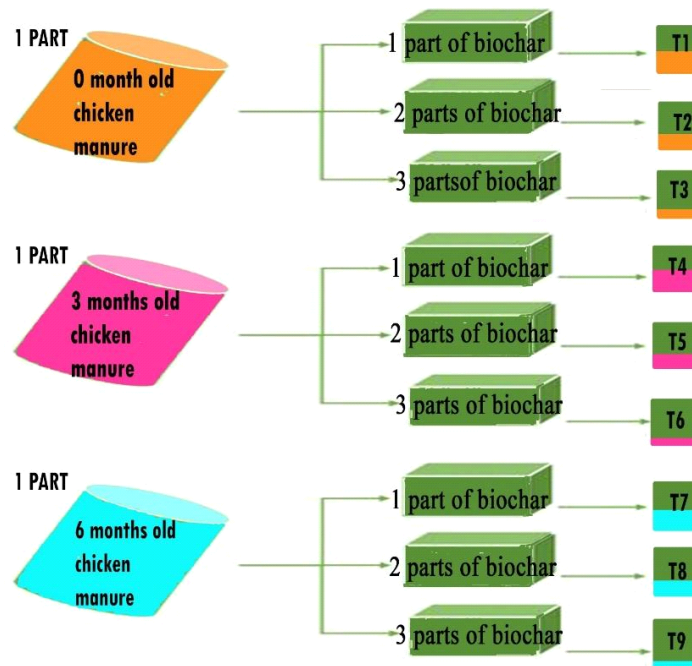 1 PART
0 month old
chicken
manure
1 part of biochar
T1
2 parts of biochar
T2
3 partsof biochar
T3
1 PART
3 months old
chicken
manure
1 part of biochar
T4
2 parts of biochar
T5
3 parts of biochar
T6
1 PART
6 months old
chicken
manure
1 part of biochar
T7
2 parts of biochar
T8
3 parts of biochar
T9